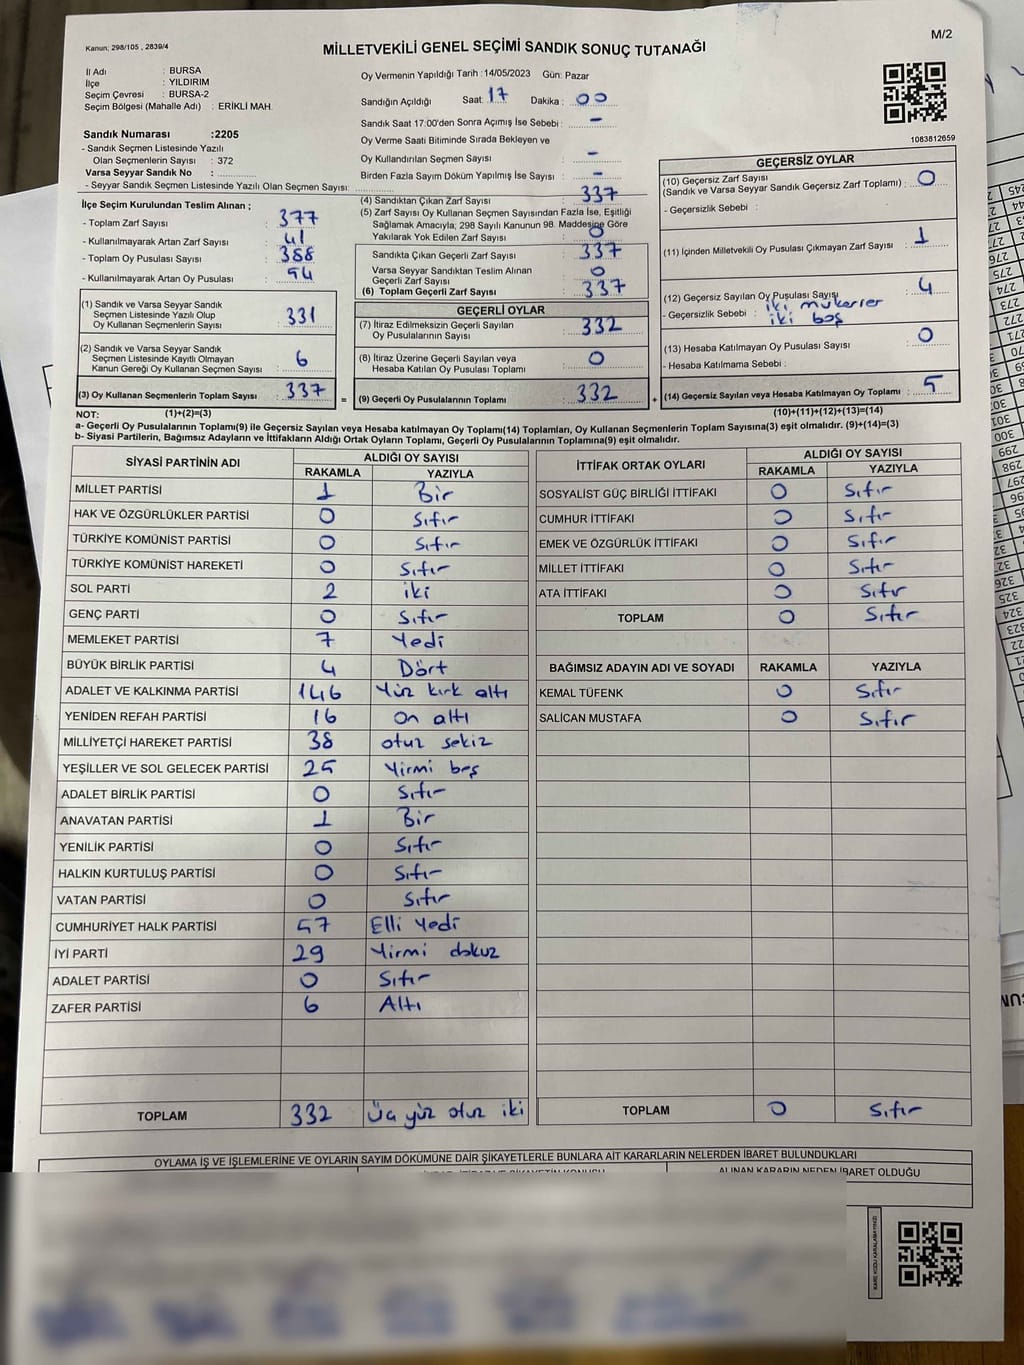 Kanun; 298/105 , 2839/4
M/2
MİLLETVEKİLİ GENEL SEÇİMİ SANDIK SONUÇ TUTANAĞI
İl Adı : BURSA
İlçe : YILDIRIM
Seçim Çevresi : BURSA-2
Seçim Bölgesi (Mahalle Adı) : ERİKLİ MAH.
Sandık Numarası :2205
- Sandık Seçmen Listesinde Yazılı
Olan Seçmenlerin Sayısı : 372
Varsa Seyyar Sandık No :
- Seyyar Sandık Seçmen Listesinde Yazılı Olan Seçmen Sayısı:
Oy Vermenin Yapıldığı Tarih :14/05/2023 Gün: Pazar
Sandığın Açıldığı Saat: 17 Dakika : 00
Sandık Saat 17:00'den Sonra Açımış İse Sebebi : -
Oy Verme Saati Bitiminde Sırada Bekleyen ve
Oy Kullandırılan Seçmen Sayısı : -
Birden Fazla Sayım Döküm Yapılmış İse Sayısı : -
1083812659
İlçe Seçim Kurulundan Teslim Alınan ;
- Toplam Zarf Sayısı : 377
- Kullanılmayarak Artan Zarf Sayısı : 41
- Toplam Oy Pusulası Sayısı : 388
- Kullanılmayarak Artan Oy Pusulası : 54
(1) Sandık ve Varsa Seyyar Sandık
Seçmen Listesinde Yazılı Olup
Oy Kullanan Seçmenlerin Sayısı : 331
(2) Sandık ve Varsa Seyyar Sandık
Seçmen Listesinde Kayıtlı Olmayan
Kanun Gereği Oy Kullanan Seçmen Sayısı : 6
(3) Oy Kullanan Seçmenlerin Toplam Sayısı : 337 =
(4) Sandıktan Çıkan Zarf Sayısı : 337
(5) Zarf Sayısı Oy Kullanan Seçmen Sayısından Fazla İse, Eşitliği
Sağlamak Amacıyla; 298 Sayılı Kanunun 98. Maddesine Göre
Yakılarak Yok Edilen Zarf Sayısı : 0
Sandıkta Çıkan Geçerli Zarf Sayısı : 337
Varsa Seyyar Sandıktan Teslim Alınan
Geçerli Zarf Sayısı : 0
(6) Toplam Geçerli Zarf Sayısı : 337
GEÇERLİ OYLAR
(7) İtiraz Edilmeksizin Geçerli Sayılan
Oy Pusulalarının Sayısı : 332
(8) İtiraz Üzerine Geçerli Sayılan veya
Hesaba Katılan Oy Pusulası Toplamı : 0
(9) Geçerli Oy Pusulalarının Toplamı : 332 +
GEÇERSİZ OYLAR
(10) Geçersiz Zarf Sayısı
(Sandık ve Varsa Seyyar Sandık Geçersiz Zarf Toplamı) : 0
- Geçersizlik Sebebi :
(11) İçinden Milletvekili Oy Pusulası Çıkmayan Zarf Sayısı : 1
(12) Geçersiz Sayılan Oy Pusulası Sayısı : 4
- Geçersizlik Sebebi : iki mükerrer
iki boş
(13) Hesaba Katılmayan Oy Pusulası Sayısı : 0
- Hesaba Katılmama Sebebi :
(14) Geçersiz Sayılan veya Hesaba Katılmayan Oy Toplamı : 5
NOT: (1)+(2)=(3) (10)+(11)+(12)+(13)=(14)
a- Geçerli Oy Pusulalarının Toplamı(9) ile Geçersiz Sayılan veya Hesaba katılmayan Oy Toplamı(14) Toplamları, Oy Kullanan Seçmenlerin Toplam Sayısına(3) eşit olmalıdır. (9)+(14)=(3)
b- Siyasi Partilerin, Bağımsız Adayların ve İttifakların Aldığı Ortak Oyların Toplamı, Geçerli Oy Pusulalarının Toplamına(9) eşit olmalıdır.
SİYASİ PARTİNİN ADI ALDIĞI OY SAYISI
RAKAMLA YAZIYLA
MİLLET PARTİSİ 1 Bir
HAK VE ÖZGÜRLÜKLER PARTİSİ 0 Sıfır
TÜRKİYE KOMÜNİST PARTİSİ 0 Sıfır
TÜRKİYE KOMÜNİST HAREKETİ 0 Sıfır
SOL PARTİ 2 iki
GENÇ PARTİ 0 Sıfır
MEMLEKET PARTİSİ 7 Yedi
BÜYÜK BİRLİK PARTİSİ 4 Dört
ADALET VE KALKINMA PARTİSİ 146 Yüz kırk altı
YENİDEN REFAH PARTİSİ 16 on altı
MİLLİYETÇİ HAREKET PARTİSİ 38 otuz sekiz
YEŞİLLER VE SOL GELECEK PARTİSİ 25 Yirmi beş
ADALET BİRLİK PARTİSİ 0 Sıfır
ANAVATAN PARTİSİ 1 Bir
YENİLİK PARTİSİ 0 Sıfır
HALKIN KURTULUŞ PARTİSİ 0 Sıfır
VATAN PARTİSİ 0 Sıfır
CUMHURİYET HALK PARTİSİ 57 Elli Yedi
İYİ PARTİ 29 Yirmi dokuz
ADALET PARTİSİ 0 Sıfır
ZAFER PARTİSİ 6 Altı
TOPLAM 332 Üç yüz otuz iki
İTTİFAK ORTAK OYLARI ALDIĞI OY SAYISI
RAKAMLA YAZIYLA
SOSYALİST GÜÇ BİRLİĞİ İTTİFAKI 0 Sıfır
CUMHUR İTTİFAKI 0 Sıfır
EMEK VE ÖZGÜRLÜK İTTİFAKI 0 Sıfır
MİLLET İTTİFAKI 0 Sıfır
ATA İTTİFAKI 0 Sıfır
TOPLAM 0 Sıfır
BAĞIMSIZ ADAYIN ADI VE SOYADI RAKAMLA YAZIYLA
KEMAL TÜFENK 0 Sıfır
SALİCAN MUSTAFA 0 Sıfır
TOPLAM 0 Sıfır
OYLAMA İŞ VE İŞLEMLERİNE VE OYLARIN SAYIM DÖKÜMÜNE DAİR ŞİKAYETLERLE BUNLARA AİT KARARLARIN NELERDEN İBARET BULUNDUKLARI
ALINAN KARARIN NEDEN İBARET OLDUĞU
KARE KODU KARALAMAYINIZ!